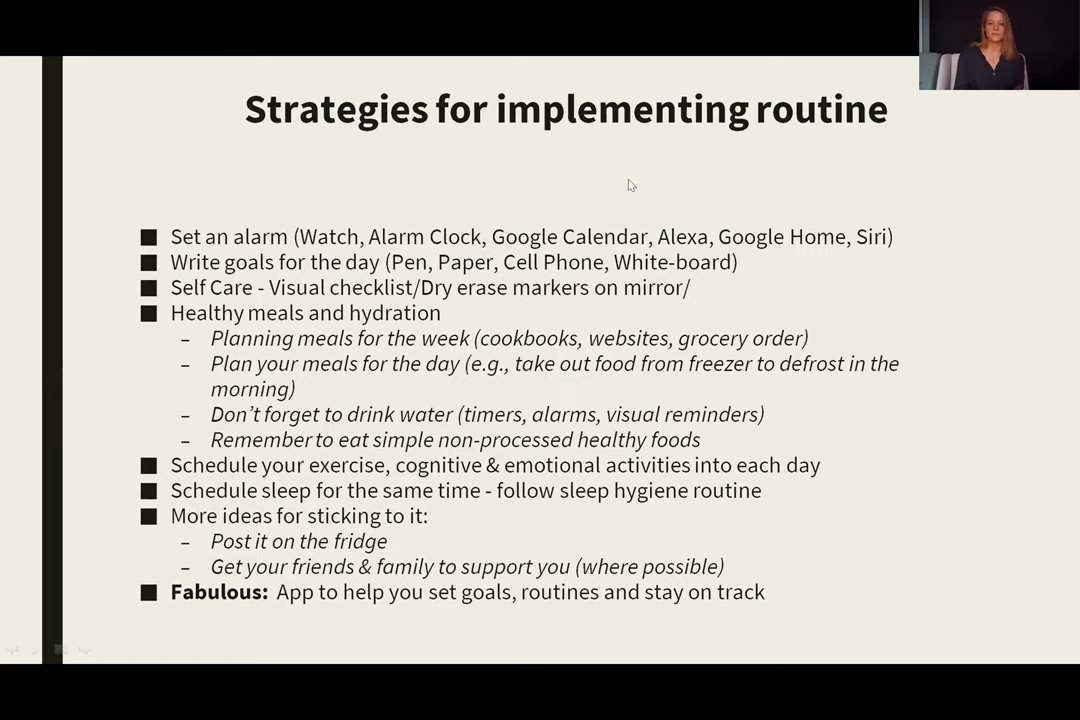 Strategies for implementing routine
Set an alarm (Watch, Alarm Clock, Google Calendar, Alexa, Google Home, Siri)
Write goals for the day (Pen, Paper, Cell Phone, White-board)
Self Care - Visual checklist/Dry erase markers on mirror/
Healthy meals and hydration
– Planning meals for the week (cookbooks, websites, grocery order)
– Plan your meals for the day (e.g., take out food from freezer to defrost in the
morning)
– Don’t forget to drink water (timers, alarms, visual reminders)
– Remember to eat simple non-processed healthy foods
Schedule your exercise, cognitive & emotional activities into each day
Schedule sleep for the same time - follow sleep hygiene routine
More ideas for sticking to it:
– Post it on the fridge
– Get your friends & family to support you (where possible)
Fabulous: App to help you set goals, routines and stay on track